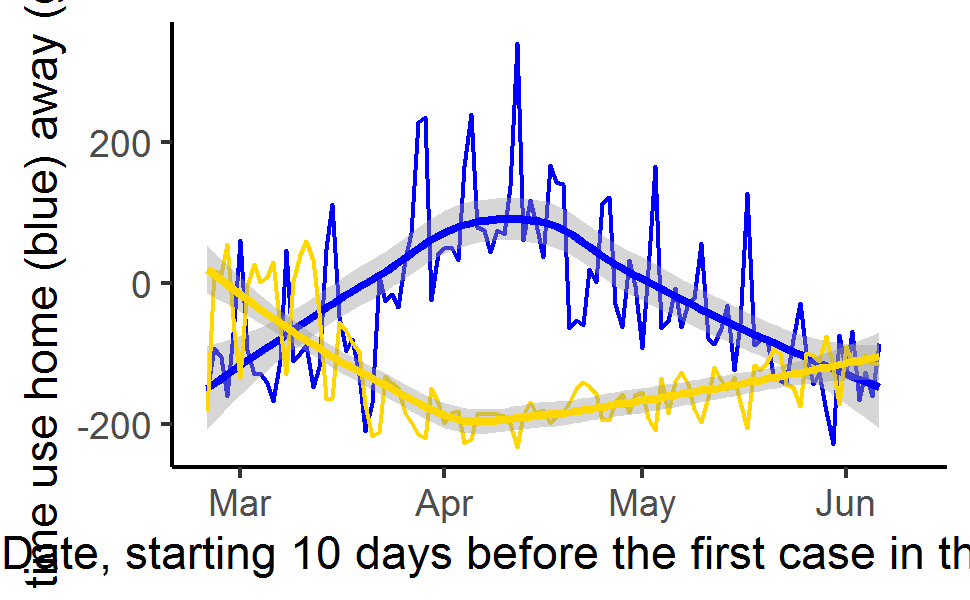 time use home (blue) away (
200
0
-200
Mar Apr May Jun
Date, starting 10 days before the first case in th